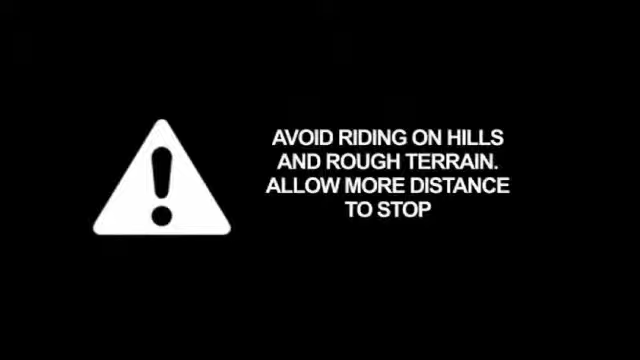 AVOID RIDING ON HILLS
AND ROUGH TERRAIN.
ALLOW MORE DISTANCE
TO STOP